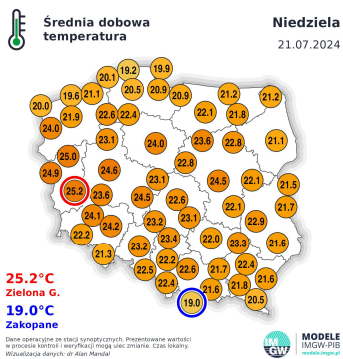 Średnia dobowa
temperatura
Niedziela
21.07.2024
20.1 19.2 19.9
20.0 19.6 21.1 20.5 20.9 20.9 21.2 21.2
24.0 21.9 22.6 22.4 22.1 21.8
23.1 24.0 23.6 22.8 21.1
25.0 22.8
24.9 24.6
25.2 23.6 23.1 24.5 22.1 21.5
24.5 22.6
24.1 24.2 23.2 23.1 22.1 22.9 21.7
22.2 23.4 22.0 23.3 21.6
21.3 23.2 22.2
22.5 22.6 21.7 22.4 21.6
22.4 21.6 21.8
19.0 20.5
25.2°C
Zielona G.
19.0°C
Zakopane
Dane operacyjne ze stacji synoptycznych. Prezentowane wartości
w procesie kontroli i weryfikacji mogą ulec zmianie. Czas lokalny.
Wizualizacja danych: dr Alan Mandal
IM
GW
MODELE
IMGW-PIB
modele.imgw.pl